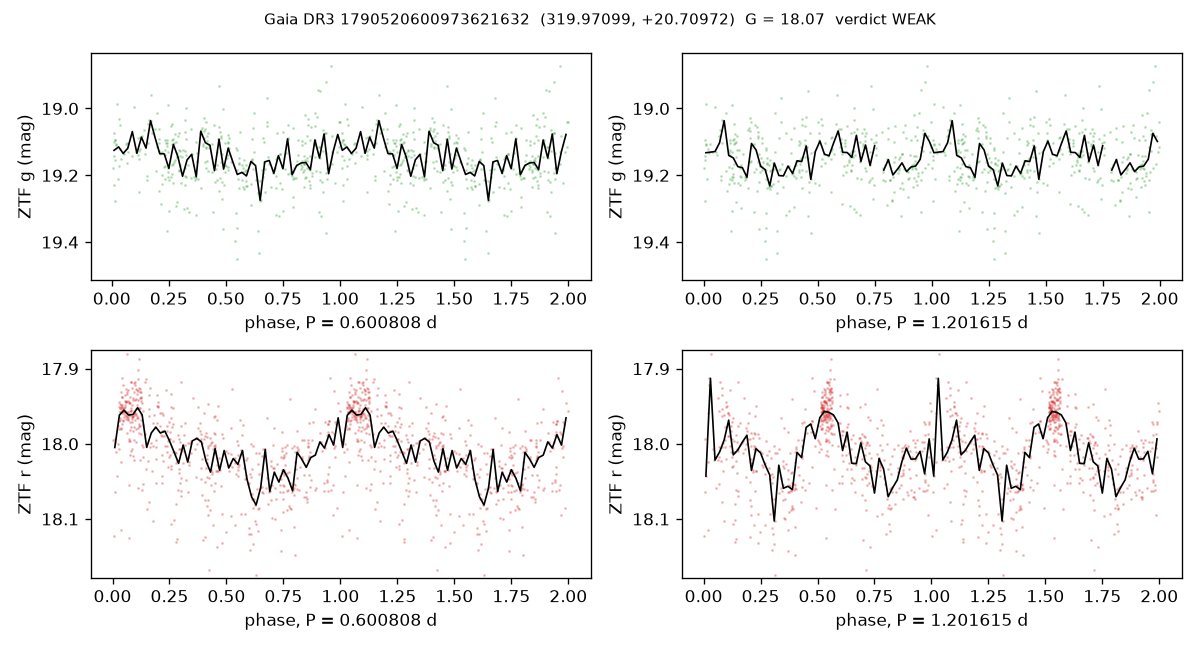 Gaia DR3 1790520600973621632 (319.97099, +20.70972) G = 18.07 verdict WEAK
ZTF g (mag)
19.0
19.2
19.4
0.00 0.25 0.50 0.75 1.00 1.25 1.50 1.75 2.00
phase, P = 0.600808 d
ZTF g (mag)
19.0
19.2
19.4
0.00 0.25 0.50 0.75 1.00 1.25 1.50 1.75 2.00
phase, P = 1.201615 d
ZTF r (mag)
17.9
18.0
18.1
0.00 0.25 0.50 0.75 1.00 1.25 1.50 1.75 2.00
phase, P = 0.600808 d
ZTF r (mag)
17.9
18.0
18.1
0.00 0.25 0.50 0.75 1.00 1.25 1.50 1.75 2.00
phase, P = 1.201615 d